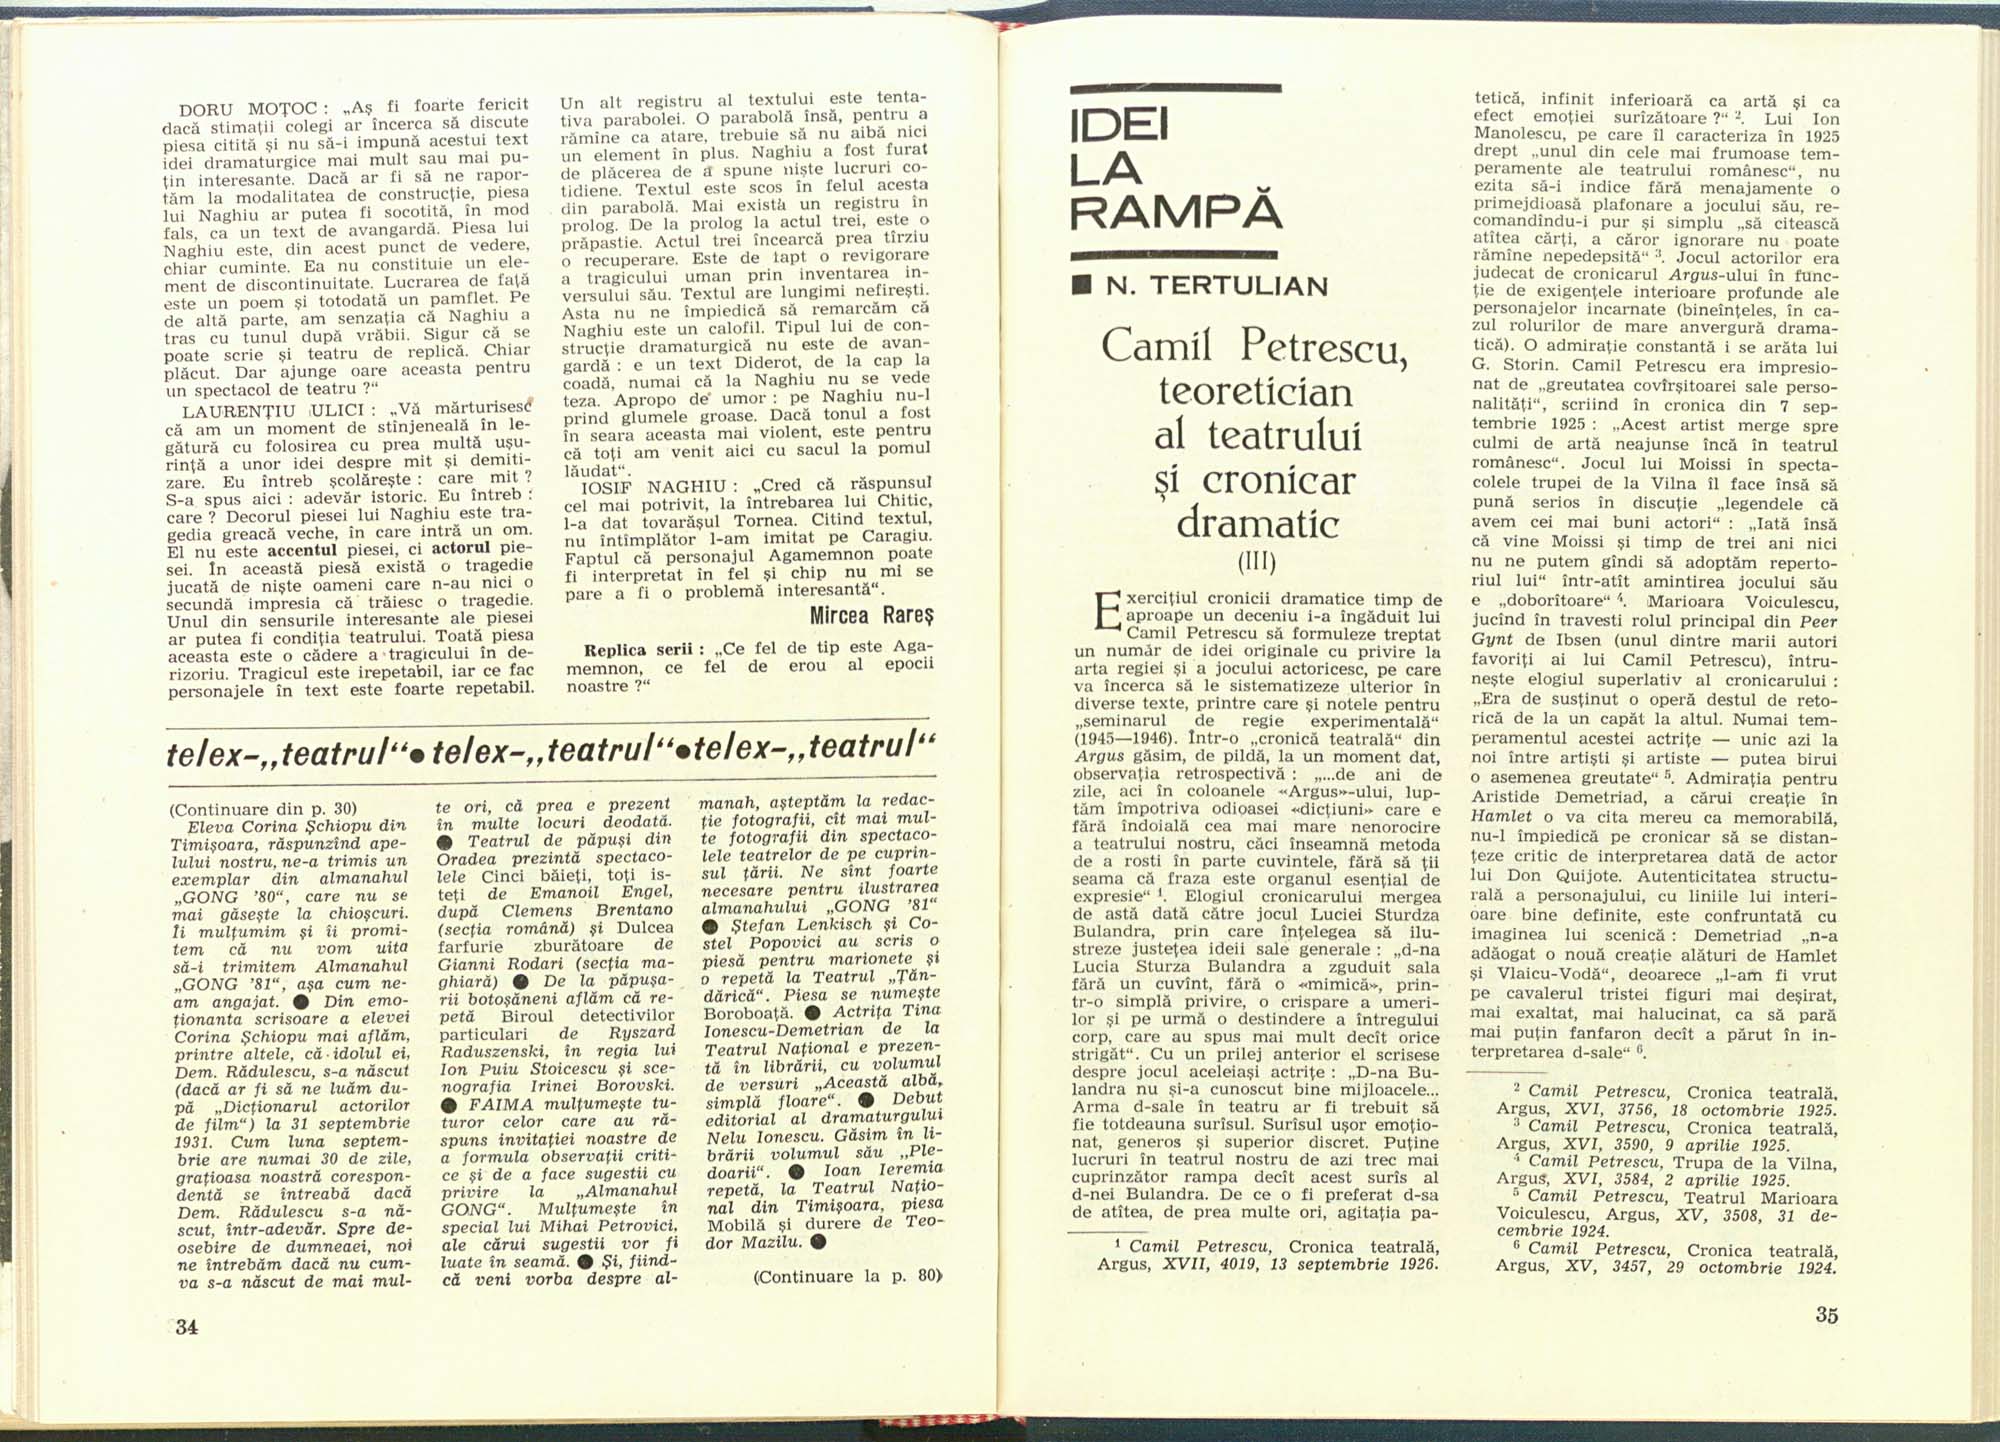 DORU MOȚOC : „Aș fi foarte fericit
dacă stimații colegi ar încerca să discute
piesa citită și nu să-i impună acestui text
idei dramaturgice mai mult sau mai pu-
țin interesante. Dacă ar fi să ne rapor-
tăm la modalitatea de construcție, piesa
lui Naghiu ar putea fi socotită, în mod
fals, ca un text de avangardă. Piesa lui
Naghiu este, din acest punct de vedere,
chiar cuminte. Ea nu constituie un ele-
ment de discontinuitate. Lucrarea de față
este un poem și totodată un pamflet. Pe
de altă parte, am senzația că Naghiu a
tras cu tunul după vrăbii. Sigur că se
poate scrie și teatru de replică. Chiar
plăcut. Dar ajunge oare aceasta pentru
un spectacol de teatru ?“
LAURENȚIU ULICI : „Vă mărturisesc
că am un moment de stînjeneală în le-
gătură cu folosirea cu prea multă ușu-
rință a unor idei despre mit și demiti-
zare. Eu întreb școlărește : care mit ?
S-a spus aici : adevăr istoric. Eu întreb :
care ? Decorul piesei lui Naghiu este tra-
gedia greacă veche, în care intră un om.
El nu este accentul piesei, ci actorul pie-
sei. În această piesă există o tragedie
jucată de niște oameni care n-au nici o
secundă impresia că trăiesc o tragedie.
Unul din sensurile interesante ale piesei
ar putea fi condiția teatrului. Toată piesa
aceasta este o cădere a tragicului în de-
rizoriu. Tragicul este irepetabil, iar ce fac
personajele în text este foarte repetabil.
Un alt registru al textului este tenta-
tiva parabolei. O parabolă însă, pentru a
rămîne ca atare, trebuie să nu aibă nici
un element în plus. Naghiu a fost furat
de plăcerea de a spune niște lucruri co-
tidiene. Textul este scos în felul acesta
din parabolă. Mai există un registru în
prolog. De la prolog la actul trei, este o
prăpastie. Actul trei încearcă prea tîrziu
o recuperare. Este de fapt o revigorare
a tragicului uman prin inventarea in-
versului său. Textul are lungimi nefirești.
Asta nu ne împiedică să remarcăm că
Naghiu este un calofil. Tipul lui de con-
strucție dramaturgică nu este de avan-
gardă : e un text Diderot, de la cap la
coadă, numai că la Naghiu nu se vede
teza. Apropo de umor : pe Naghiu nu-l
prind glumele groase. Dacă tonul a fost
în seara aceasta mai violent, este pentru
că toți am venit aici cu sacul la pomul
lăudat“.
IOSIF NAGHIU : „Cred că răspunsul
cel mai potrivit, la întrebarea lui Chitic,
l-a dat tovarășul Tornea. Citind textul,
nu întîmplător l-am imitat pe Caragiu.
Faptul că personajul Agamemnon poate
fi interpretat în fel și chip nu mi se
pare a fi o problemă interesantă“.
Mircea Rareș
Replica serii : „Ce fel de tip este Aga-
memnon, ce fel de erou al epocii
noastre ?“
telex-„teatrul“●telex-„teatrul“●telex-„teatrul“
(Continuare din p. 30)
Eleva Corina Șchiopu din
Timișoara, răspunzînd ape-
lului nostru, ne-a trimis un
exemplar din almanahul
„GONG '80“, care nu se
mai găsește la chioșcuri.
Îi mulțumim și îi promi-
tem că nu vom uita
să-i trimitem Almanahul
„GONG '81“, așa cum ne-
am angajat. ● Din emo-
ționanta scrisoare a elevei
Corina Șchiopu mai aflăm,
printre altele, că idolul ei,
Dem. Rădulescu, s-a născut
(dacă ar fi să ne luăm du-
pă „Dicționarul actorilor
de film“) la 31 septembrie
1931. Cum luna septem-
brie are numai 30 de zile,
grațioasa noastră corespon-
dentă se întreabă dacă
Dem. Rădulescu s-a nă-
scut, într-adevăr. Spre de-
osebire de dumneaei, noi
ne întrebăm dacă nu cum-
va s-a născut de mai mul-
te ori, că prea e prezent
în multe locuri deodată.
● Teatrul de păpuși din
Oradea prezintă spectaco-
lele Cinci băieți, toți is-
teți de Emanoil Engel,
după Clemens Brentano
(secția română) și Dulcea
farfurie zburătoare de
Gianni Rodari (secția ma-
ghiară) ● De la păpușa-
rii botoșăneni aflăm că re-
petă Biroul detectivilor
particulari de Ryszard
Raduszenski, în regia lui
Ion Puiu Stoicescu și sce-
nografia Irinei Borovski.
● FAIMA mulțumește tu-
turor celor care au ră-
spuns invitației noastre de
a formula observații criti-
ce și de a face sugestii cu
privire la „Almanahul
GONG“. Mulțumește în
special lui Mihai Petrovici,
ale cărui sugestii vor fi
luate în seamă. ● Și, fiind-
că veni vorba despre al-
manah, așteptăm la redac-
ție fotografii, cît mai mul-
te fotografii din spectaco-
lele teatrelor de pe cuprin-
sul țării. Ne sînt foarte
necesare pentru ilustrarea
almanahului „GONG '81“
● Ștefan Lenkisch și Co-
stel Popovici au scris o
piesă pentru marionete și
o repetă la Teatrul „Țăn-
dărică“. Piesa se numește
Boroboață. ● Actrița Tina
Ionescu-Demetrian de la
Teatrul Național e prezen-
tă în librării, cu volumul
de versuri „Această albă,
simplă floare“. ● Debut
editorial al dramaturgului
Nelu Ionescu. Găsim în li-
brării volumul său „Ple-
doarii“. ● Ioan Ieremia
repetă, la Teatrul Națio-
nal din Timișoara, piesa
Mobilă și durere de Teo-
dor Mazilu. ●
(Continuare la p. 80)
34
IDEI
LA
RAMPĂ
■ N. TERTULIAN
Camil Petrescu,
teoretician
al teatrului
și cronicar
dramatic
(III)
Exercițiul cronicii dramatice timp de
aproape un deceniu i-a îngăduit lui
Camil Petrescu să formuleze treptat
un număr de idei originale cu privire la
arta regiei și a jocului actoricesc, pe care
va încerca să le sistematizeze ulterior în
diverse texte, printre care și notele pentru
„seminarul de regie experimentală“
(1945—1946). Într-o „cronică teatrală“ din
Argus găsim, de pildă, la un moment dat,
observația retrospectivă : „...de ani de
zile, aci în coloanele «Argus»-ului, lup-
tăm împotriva odioasei «dicțiuni» care e
fără îndoială cea mai mare nenorocire
a teatrului nostru, căci înseamnă metoda
de a rosti în parte cuvintele, fără să ții
seama că fraza este organul esențial de
expresie“ 1. Elogiul cronicarului mergea
de astă dată către jocul Luciei Sturdza
Bulandra, prin care înțelegea să ilu-
streze justețea ideii sale generale : „d-na
Lucia Sturza Bulandra a zguduit sala
fără un cuvînt, fără o «mimică», prin-
tr-o simplă privire, o crispare a umeri-
lor și pe urmă o destindere a întregului
corp, care au spus mai mult decît orice
strigăt“. Cu un prilej anterior el scrisese
despre jocul aceleiași actrițe : „D-na Bu-
landra nu și-a cunoscut bine mijloacele...
Arma d-sale în teatru ar fi trebuit să
fie totdeauna surîsul. Surîsul ușor emoțio-
nat, generos și superior discret. Puține
lucruri în teatrul nostru de azi trec mai
cuprinzător rampa decît acest surîs al
d-nei Bulandra. De ce o fi preferat d-sa
de atîtea, de prea multe ori, agitația pa-
1 Camil Petrescu, Cronica teatrală,
Argus, XVII, 4019, 13 septembrie 1926.
tetică, infinit inferioară ca artă și ca
efect emoției surîzătoare ?“ 2. Lui Ion
Manolescu, pe care îl caracteriza în 1925
drept „unul din cele mai frumoase tem-
peramente ale teatrului românesc“, nu
ezita să-i indice fără menajamente o
primejdioasă plafonare a jocului său, re-
comandîndu-i pur și simplu „să citească
atîtea cărți, a căror ignorare nu poate
rămîne nepedepsită“ 3. Jocul actorilor era
judecat de cronicarul Argus-ului în func-
ție de exigențele interioare profunde ale
personajelor incarnate (bineînțeles, în ca-
zul rolurilor de mare anvergură drama-
tică). O admirație constantă i se arăta lui
G. Storin. Camil Petrescu era impresio-
nat de „greutatea covîrșitoarei sale perso-
nalități“, scriind în cronica din 7 sep-
tembrie 1925 : „Acest artist merge spre
culmi de artă neajunse încă în teatrul
românesc“. Jocul lui Moissi în specta-
colele trupei de la Vilna îl face însă să
pună serios în discuție „legendele că
avem cei mai buni actori“ : „Iată însă
că vine Moissi și timp de trei ani nici
nu ne putem gîndi să adoptăm reperto-
riul lui“ într-atît amintirea jocului său
e „doborîtoare“ 4. Marioara Voiculescu,
jucînd în travesti rolul principal din Peer
Gynt de Ibsen (unul dintre marii autori
favoriți ai lui Camil Petrescu), întru-
nește elogiul superlativ al cronicarului :
„Era de susținut o operă destul de reto-
rică de la un capăt la altul. Numai tem-
peramentul acestei actrițe — unic azi la
noi între artiști și artiste — putea birui
o asemenea greutate“ 5. Admirația pentru
Aristide Demetriad, a cărui creație în
Hamlet o va cita mereu ca memorabilă,
nu-l împiedică pe cronicar să se distan-
țeze critic de interpretarea dată de actor
lui Don Quijote. Autenticitatea structu-
rală a personajului, cu liniile lui interi-
oare bine definite, este confruntată cu
imaginea lui scenică : Demetriad „n-a
adăogat o nouă creație alături de Hamlet
și Vlaicu-Vodă“, deoarece „l-am fi vrut
pe cavalerul tristei figuri mai deșirat,
mai exaltat, mai halucinat, ca să pară
mai puțin fanfaron decît a părut în in-
terpretarea d-sale“ 6.
2 Camil Petrescu, Cronica teatrală,
Argus, XVI, 3756, 18 octombrie 1925.
3 Camil Petrescu, Cronica teatrală,
Argus, XVI, 3590, 9 aprilie 1925.
4 Camil Petrescu, Trupa de la Vilna,
Argus, XVI, 3584, 2 aprilie 1925.
5 Camil Petrescu, Teatrul Marioara
Voiculescu, Argus, XV, 3508, 31 de-
cembrie 1924.
6 Camil Petrescu, Cronica teatrală,
Argus, XV, 3457, 29 octombrie 1924.
35